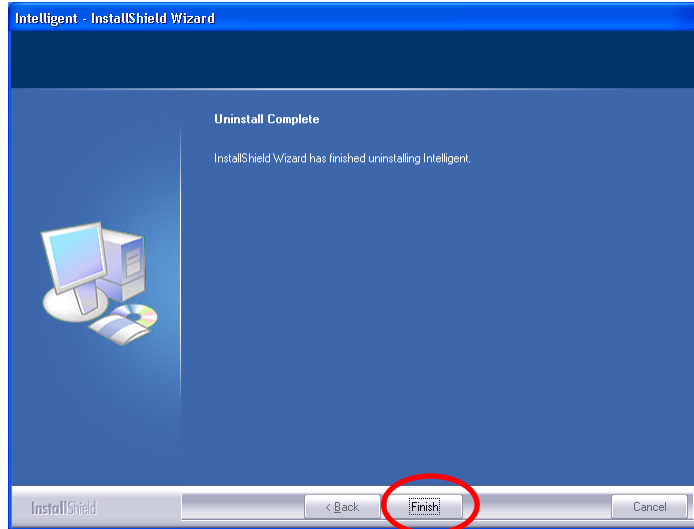 Intelligent - InstallShield Wizard
Uninstall Complete
InstallShield Wizard has finished uninstalling Intelligent.
InstallShield
< Back
Finish
Cancel